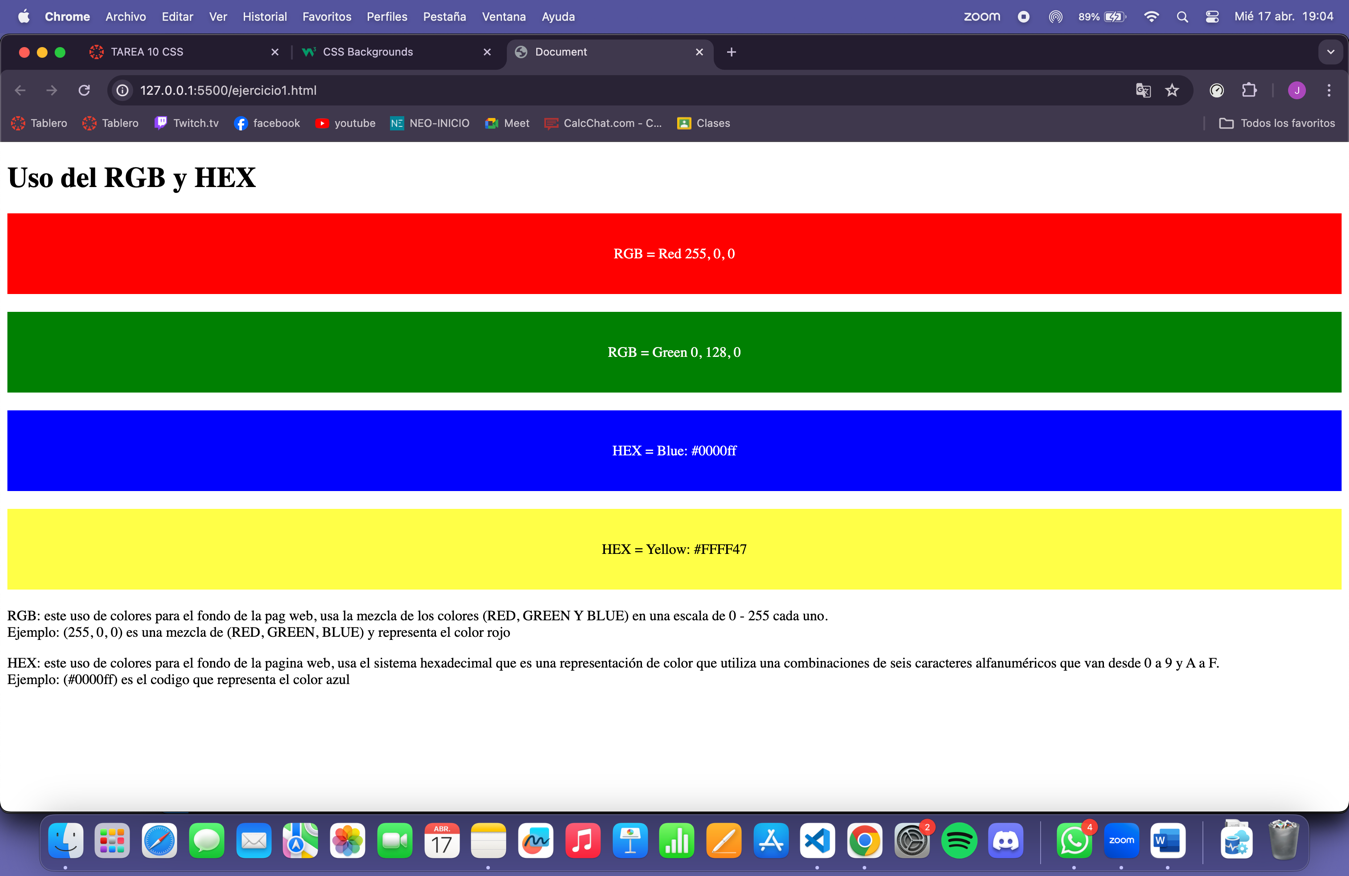 Chrome Archivo Editar Ver Historial Favoritos Perfiles Pestaña Ventana Ayuda zoom 89% Mié 17 abr. 19:04
TAREA 10 CSS CSS Backgrounds Document
127.0.0.1:5500/ejercicio1.html J
Tablero Tablero Twitch.tv facebook youtube NE NEO-INICIO Meet CalcChat.com - C... Clases Todos los favoritos
Uso del RGB y HEX
RGB = Red 255, 0, 0
RGB = Green 0, 128, 0
HEX = Blue: #0000ff
HEX = Yellow: #FFFF47
RGB: este uso de colores para el fondo de la pag web, usa la mezcla de los colores (RED, GREEN Y BLUE) en una escala de 0 - 255 cada uno.
Ejemplo: (255, 0, 0) es una mezcla de (RED, GREEN, BLUE) y representa el color rojo
HEX: este uso de colores para el fondo de la pagina web, usa el sistema hexadecimal que es una representación de color que utiliza una combinaciones de seis caracteres alfanuméricos que van desde 0 a 9 y A a F.
Ejemplo: (#0000ff) es el codigo que representa el color azul
ABR.
17 2 4 zoom W